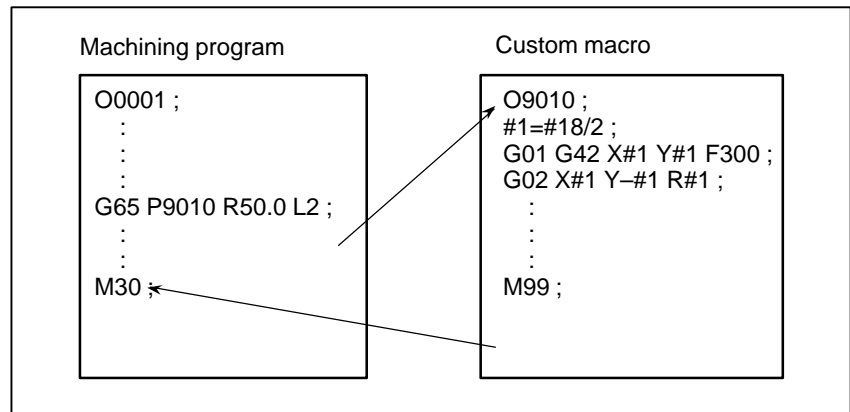 Machining program
O0001 ;
:
:
:
G65 P9010 R50.0 L2 ;
:
:
:
M30 ;
Custom macro
O9010 ;
#1=#18/2 ;
G01 G42 X#1 Y#1 F300 ;
G02 X#1 Y–#1 R#1 ;
:
:
:
M99 ;